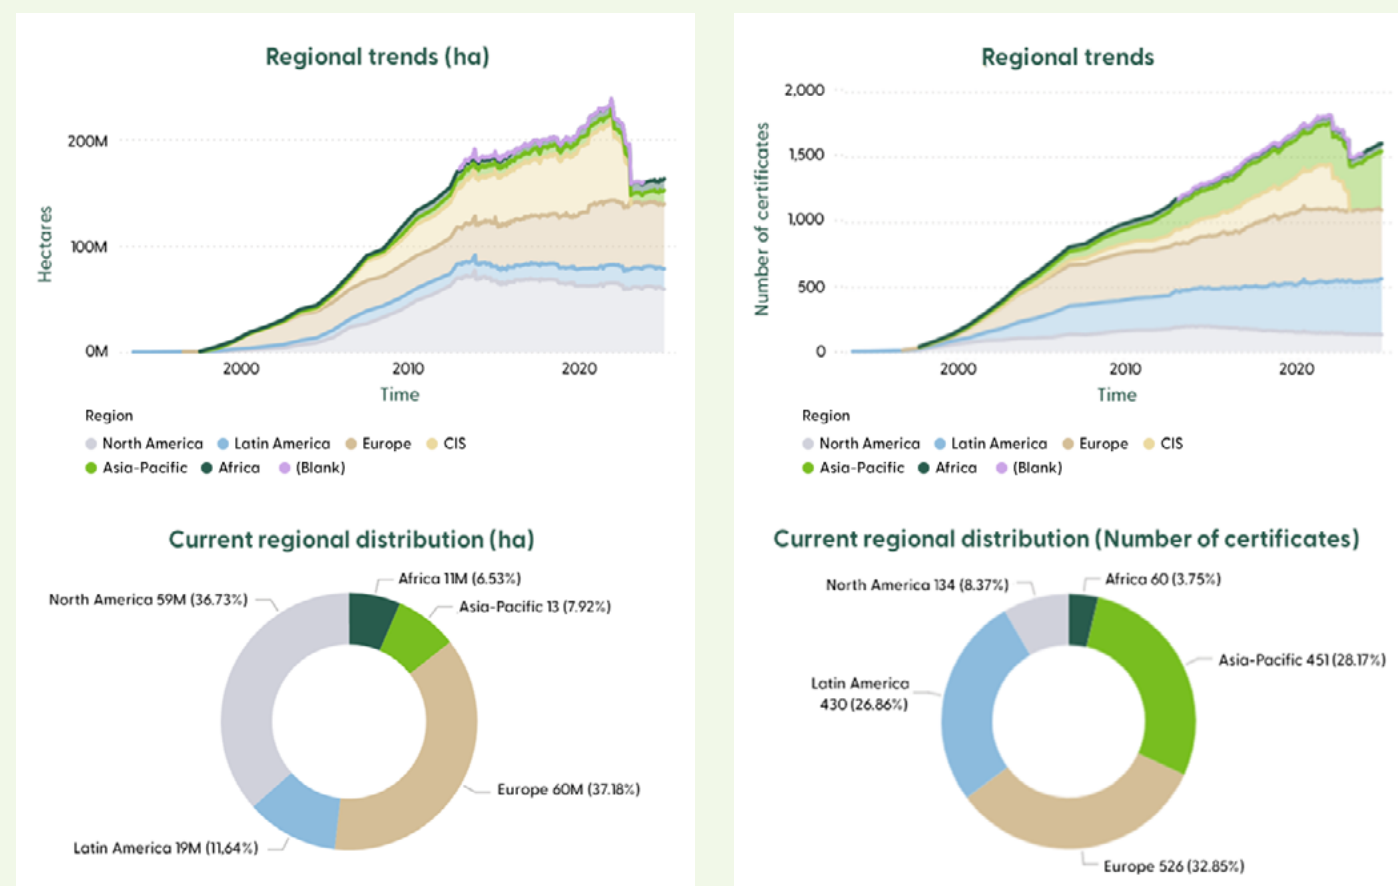 Regional trends (ha)
200M
100M
0M
Hectares
2000 2010 2020
Time
Region
North America Latin America Europe CIS
Asia-Pacific Africa (Blank)
Regional trends
2,000
1,500
1,000
500
0
Number of certificates
2000 2010 2020
Time
Region
North America Latin America Europe CIS
Asia-Pacific Africa (Blank)
Current regional distribution (ha)
Africa 11M (6.53%)
North America 59M (36.73%)
Asia-Pacific 13 (7.92%)
Europe 60M (37.18%)
Latin America 19M (11,64%)
Current regional distribution (Number of certificates)
North America 134 (8.37%)
Africa 60 (3.75%)
Asia-Pacific 451 (28.17%)
Latin America
430 (26.86%)
Europe 526 (32.85%)